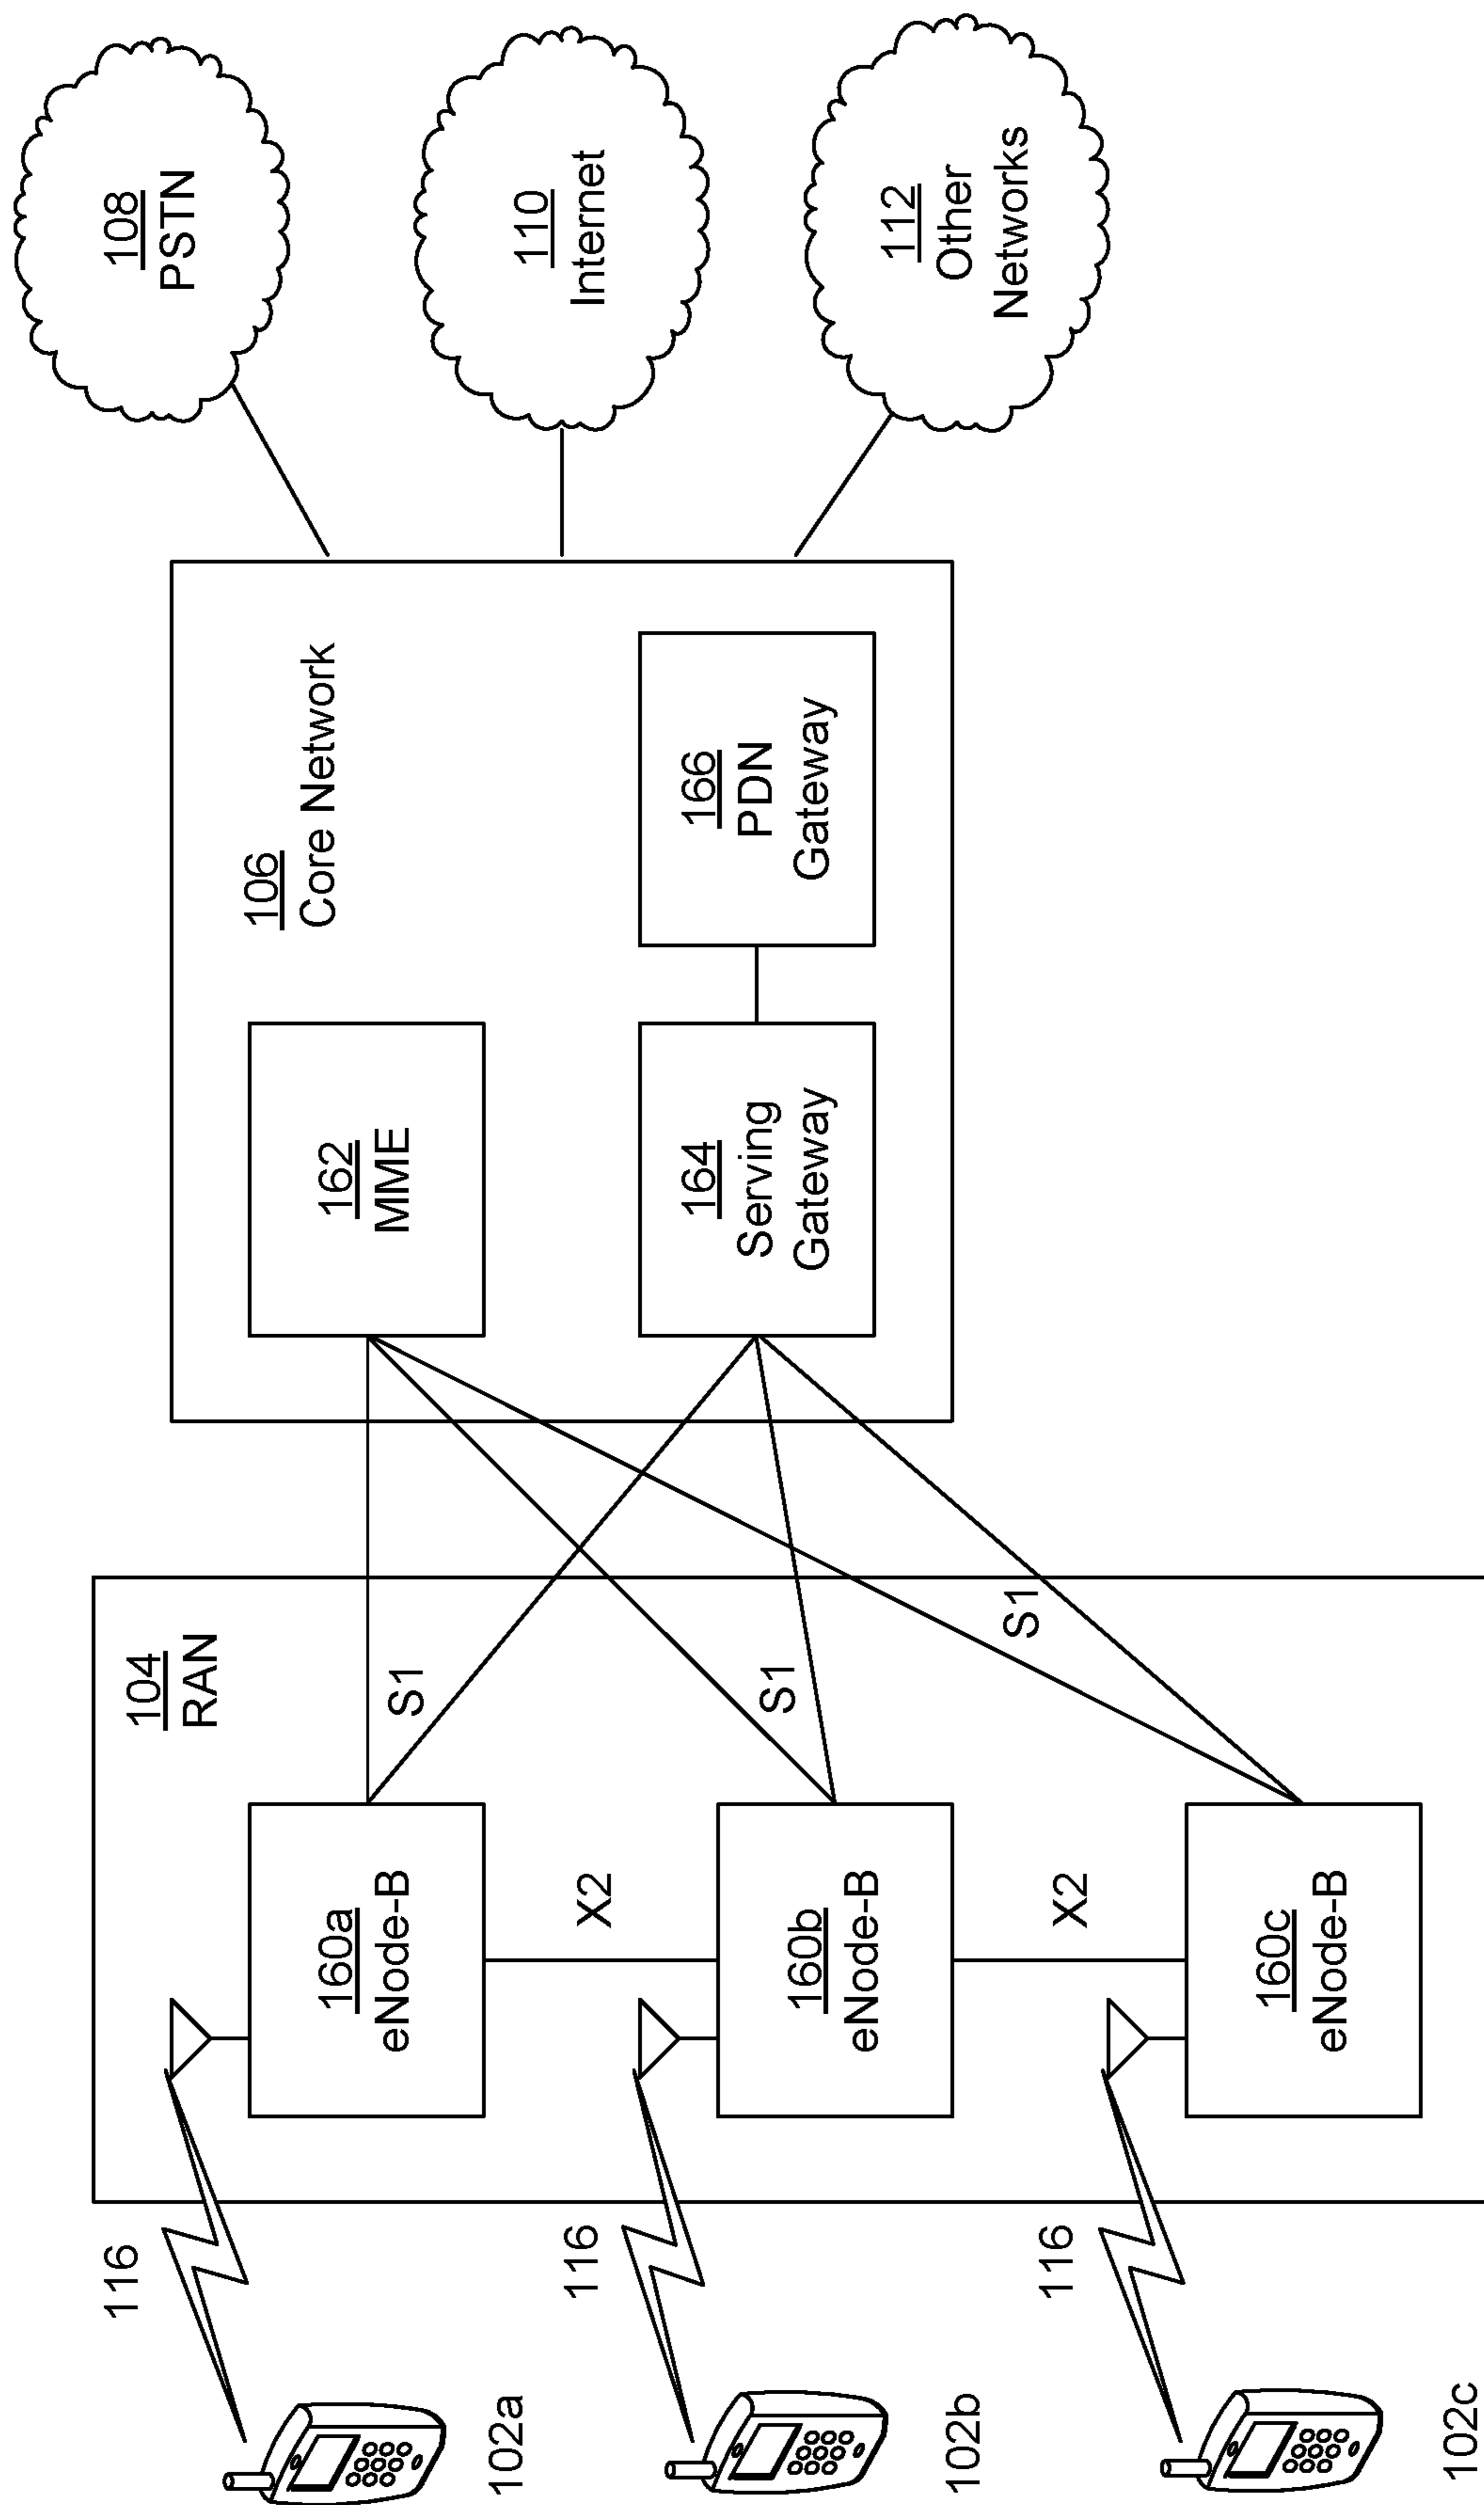 116
102a
116
102b
116
102c
104
RAN
160a
eNode-B
X2
160b
eNode-B
X2
160c
eNode-B
S1
S1
S1
106
Core Network
162
MME
164
Serving
Gateway
166
PDN
Gateway
108
PSTN
110
Internet
112
Other
Networks